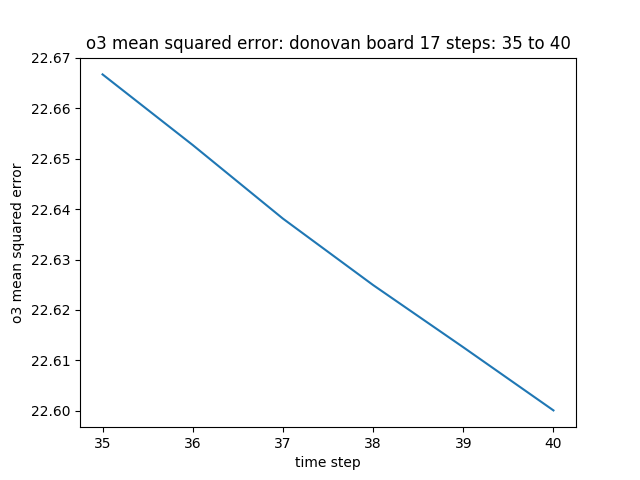 o3 mean squared error: donovan board 17 steps: 35 to 40
22.67
22.66
22.65
22.64
22.63
22.62
22.61
22.60
o3 mean squared error
35 36 37 38 39 40
time step